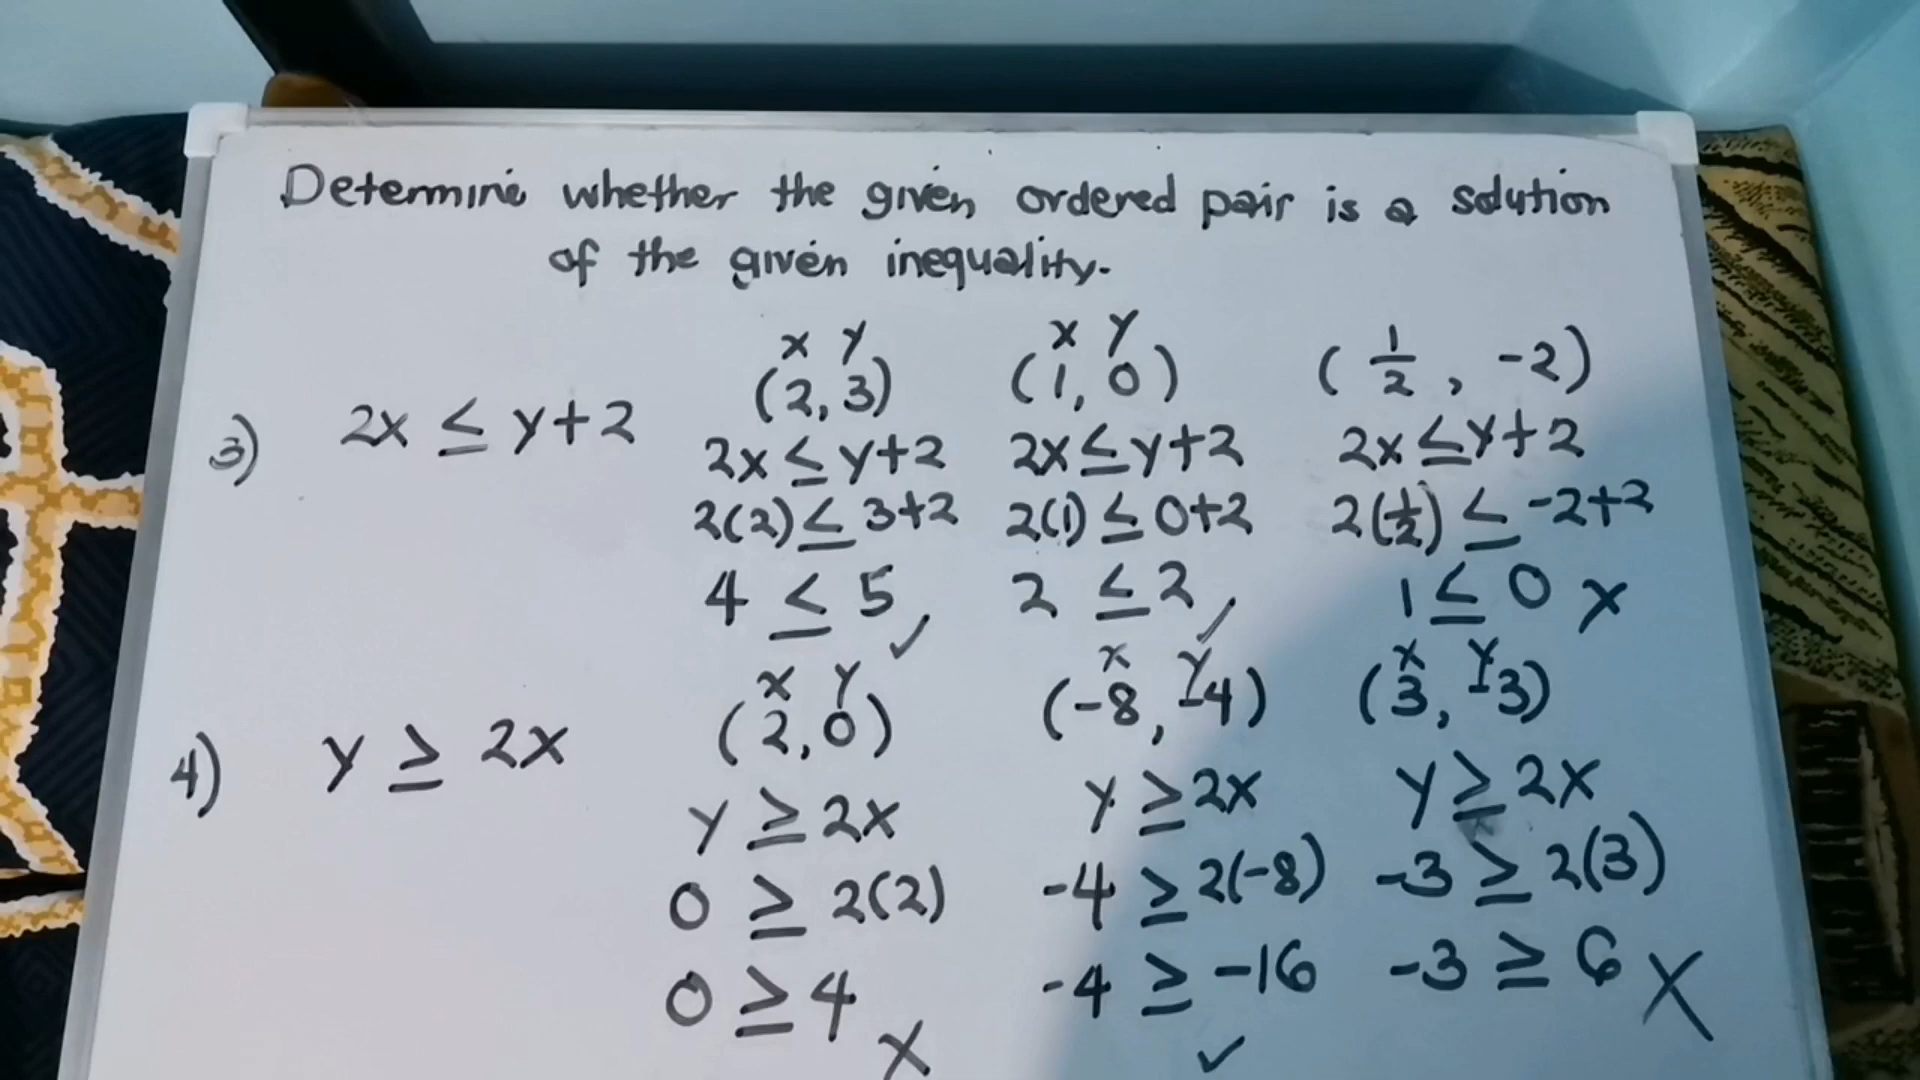 Determine whether the given ordered pair is a solution
of the given inequality.
x y x y
(2, 3) (1, 0) (1/2, -2)
3) 2x ≤ y+2
2x ≤ y+2 2x ≤ y+2 2x ≤ y+2
2(2) ≤ 3+2 2(1) ≤ 0+2 2(1/2) ≤ -2+2
4 ≤ 5 ✓ 2 ≤ 2 ✓ 1 ≤ 0 x
x y x y x y
(2, 0) (-8, -4) (3, -3)
4) y ≥ 2x
y ≥ 2x y ≥ 2x y ≥ 2x
0 ≥ 2(2) -4 ≥ 2(-8) -3 ≥ 2(3)
0 ≥ 4 x -4 ≥ -16 ✓ -3 ≥ 6 x